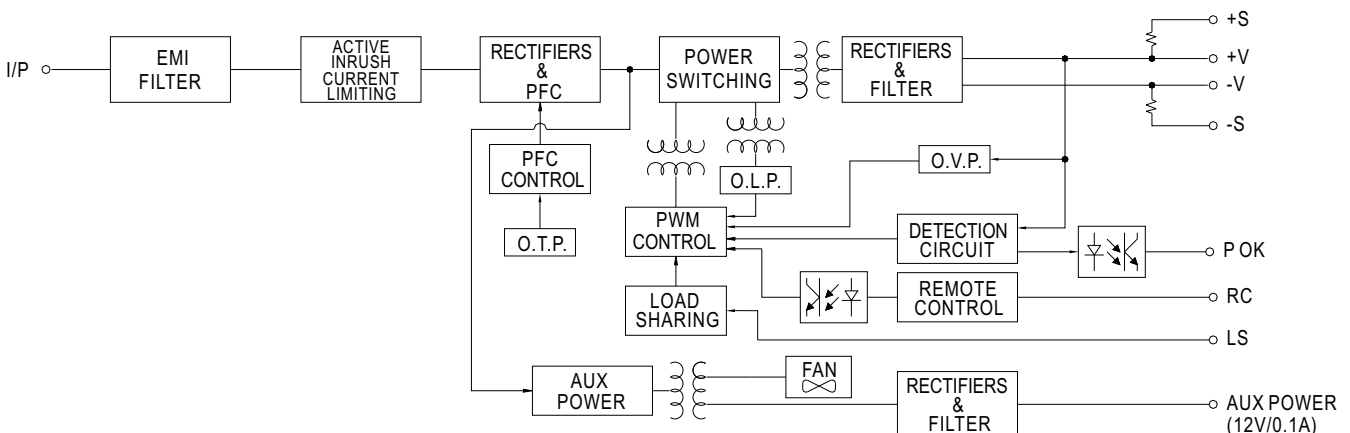 I/P
EMI
FILTER
ACTIVE
INRUSH
CURRENT
LIMITING
RECTIFIERS
&
PFC
POWER
SWITCHING
RECTIFIERS
&
FILTER
+S
+V
-V
-S
PFC
CONTROL
O.T.P.
O.L.P.
O.V.P.
PWM
CONTROL
DETECTION
CIRCUIT
P OK
LOAD
SHARING
REMOTE
CONTROL
RC
LS
AUX
POWER
FAN
RECTIFIERS
&
FILTER
AUX POWER
(12V/0.1A)